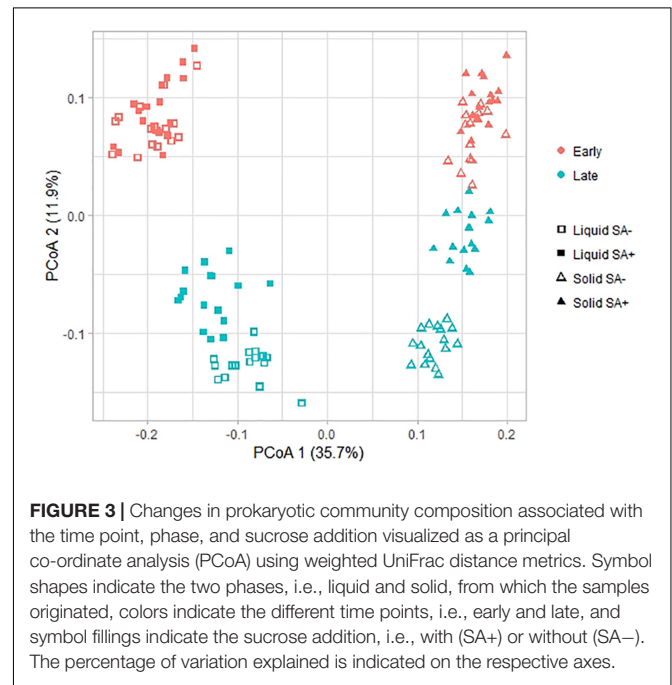 0.1
0.0
-0.1
PCoA 2 (11.9%)
-0.2
-0.1
0.0
0.1
0.2
PCoA 1 (35.7%)
Early
Late
Liquid SA-
Liquid SA+
Solid SA-
Solid SA+
FIGURE 3 | Changes in prokaryotic community composition associated with
the time point, phase, and sucrose addition visualized as a principal
co-ordinate analysis (PCoA) using weighted UniFrac distance metrics. Symbol
shapes indicate the two phases, i.e., liquid and solid, from which the samples
originated, colors indicate the different time points, i.e., early and late, and
symbol fillings indicate the sucrose addition, i.e., with (SA+) or without (SA−).
The percentage of variation explained is indicated on the respective axes.